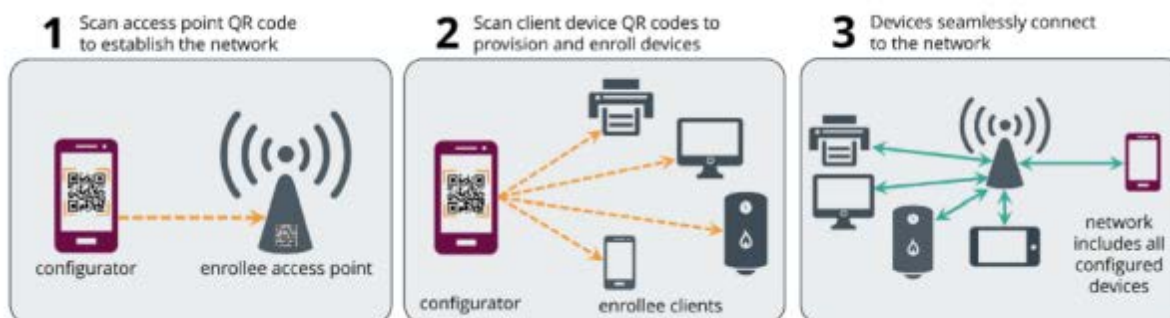 1 Scan access point QR code
to establish the network
configurator
enrollee access point
2 Scan client device QR codes to
provision and enroll devices
configurator
enrollee clients
3 Devices seamlessly connect
to the network
network
includes all
configured
devices